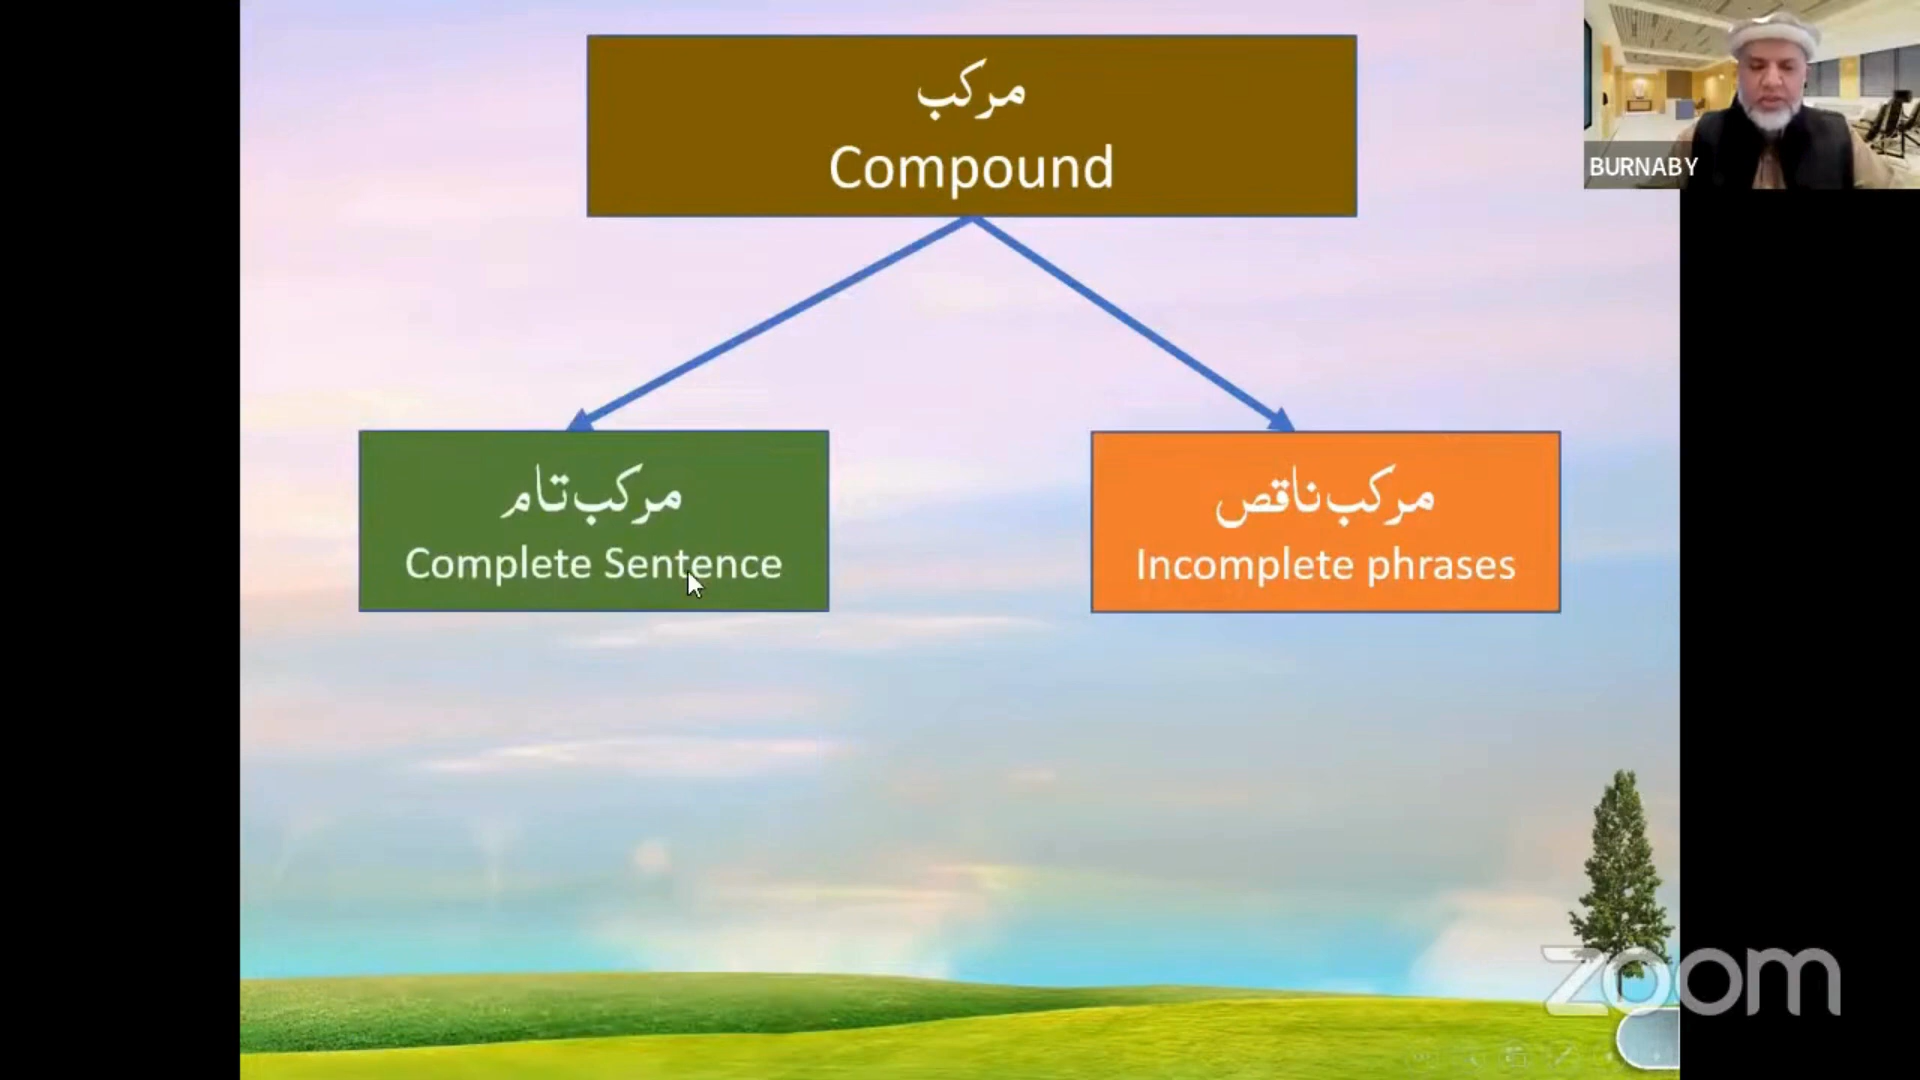 مرکب
Compound
مرکب تام
Complete Sentence
مرکب ناقص
Incomplete phrases
BURNABY
zoom